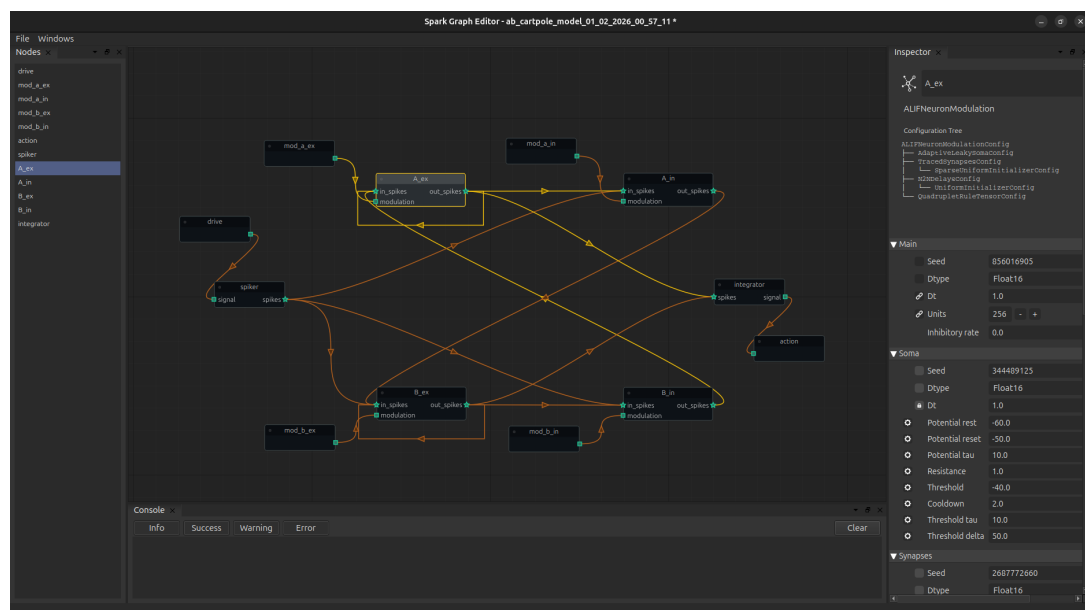 Spark Graph Editor - ab_cartpole_model_01_02_2026_00_57_11 *
File Windows
Nodes
drive
mod_a_ex
mod_a_in
mod_b_ex
mod_b_in
action
spiker
A_ex
A_in
B_ex
B_in
integrator
mod_a_ex
mod_a_in
A_ex
in_spikes out_spikes
modulation
A_in
in_spikes out_spikes
modulation
drive
spiker
signal spikes
integrator
spikes signal
action
B_ex
in_spikes out_spikes
modulation
B_in
in_spikes out_spikes
modulation
mod_b_ex
mod_b_in
Console
Info Success Warning Error Clear
Inspector
A_ex
ALIFNeuronModulation
Configuration Tree
ALIFNeuronModulationConfig
AdaptiveLeakySomaConfig
TracedSynapsesConfig
SparseUniformInitializerConfig
N2NDelaysConfig
UniformInitializerConfig
QuadrupletRuleTensorConfig
Main
Seed 856016905
Dtype Float16
Dt 1.0
Units 256 - +
Inhibitory rate 0.0
Soma
Seed 344489125
Dtype Float16
Dt 1.0
Potential rest -60.0
Potential reset -50.0
Potential tau 10.0
Resistance 1.0
Threshold -40.0
Cooldown 2.0
Threshold tau 10.0
Threshold delta 50.0
Synapses
Seed 2687772660
Dtype Float16